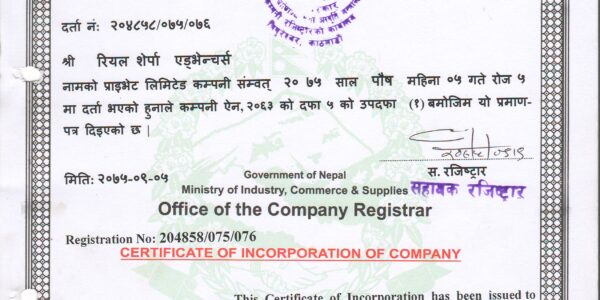 दर्ता नं: २०४८५८/०७५/०७६
श्री रियल शेर्पा एड्भेन्चर्स
नामको प्राइभेट लिमिटेड कम्पनी संम्वत् २० ७५ साल पौष महिना ०५ गते रोज ५
मा दर्ता भएको हुनाले कम्पनी ऐन, २०६३ को दफा ५ को उपदफा (१) बमोजिम यो प्रमाण-
पत्र दिइएको छ |
स. रजिष्ट्रार
सहायक रजिष्ट्रार
मिति: २०७५-०९-०५
Government of Nepal
Ministry of Industry, Commerce & Supplies
Office of the Company Registrar
Registration No: 204858/075/076
CERTIFICATE OF INCORPORATION OF COMPANY
This Certificate of Incorporation has been issued to